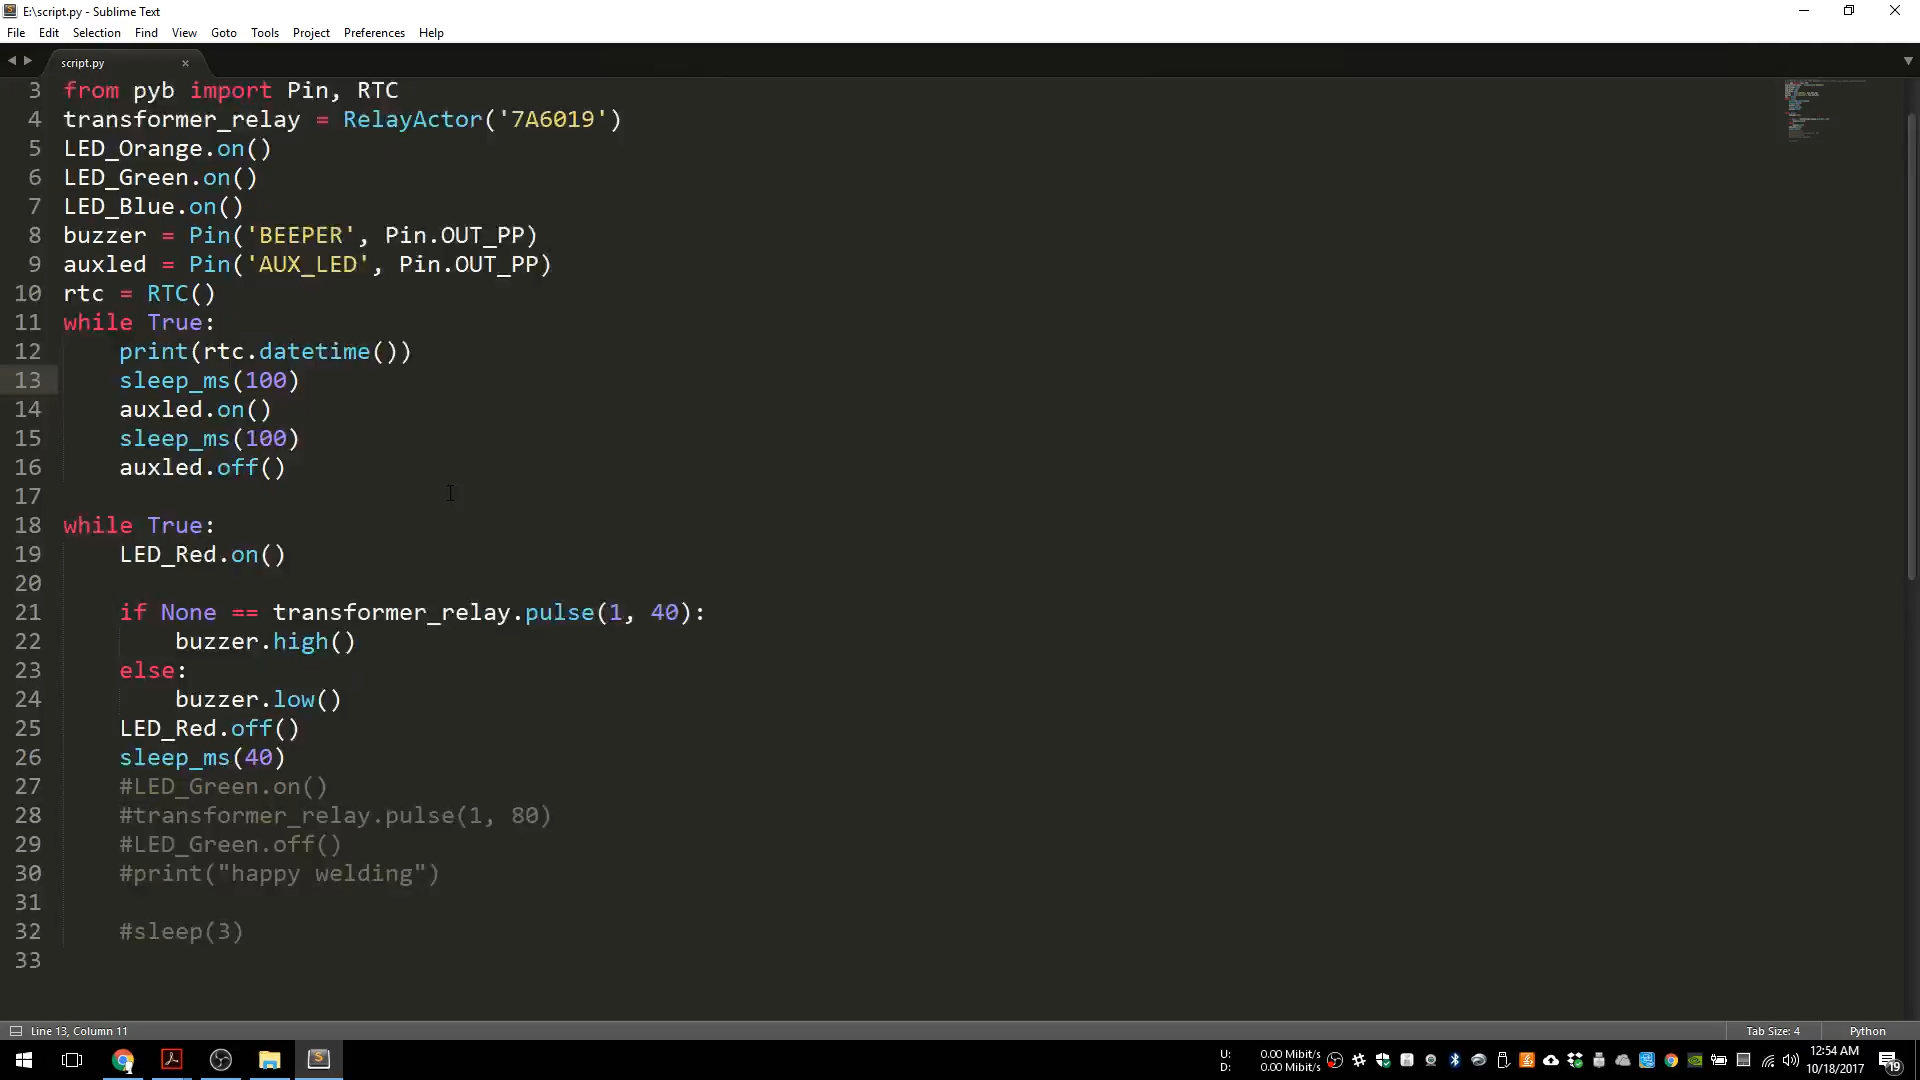 E:\script.py - Sublime Text
File Edit Selection Find View Goto Tools Project Preferences Help
script.py
3 from pyb import Pin, RTC
4 transformer_relay = RelayActor('7A6019')
5 LED_Orange.on()
6 LED_Green.on()
7 LED_Blue.on()
8 buzzer = Pin('BEEPER', Pin.OUT_PP)
9 auxled = Pin('AUX_LED', Pin.OUT_PP)
10 rtc = RTC()
11 while True:
12     print(rtc.datetime())
13     sleep_ms(100)
14     auxled.on()
15     sleep_ms(100)
16     auxled.off()
17
18 while True:
19     LED_Red.on()
20
21     if None == transformer_relay.pulse(1, 40):
22         buzzer.high()
23     else:
24         buzzer.low()
25     LED_Red.off()
26     sleep_ms(40)
27     #LED_Green.on()
28     #transformer_relay.pulse(1, 80)
29     #LED_Green.off()
30     #print("happy welding")
31
32     #sleep(3)
33
Line 13, Column 11 Tab Size: 4 Python
U: 0.00 Mibit/s
D: 0.00 Mibit/s
12:54 AM
10/18/2017
19